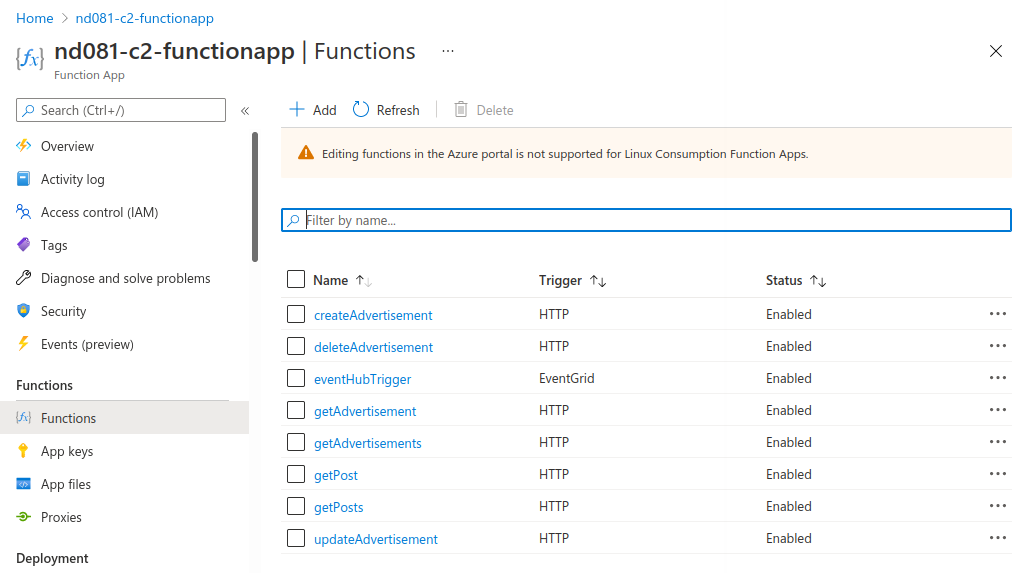 Home > nd081-c2-functionapp
nd081-c2-functionapp | Functions ...
Function App
Search (Ctrl+/)
«
Overview
Activity log
Access control (IAM)
Tags
Diagnose and solve problems
Security
Events (preview)
Functions
Functions
App keys
App files
Proxies
Deployment
Add Refresh Delete
Editing functions in the Azure portal is not supported for Linux Consumption Function Apps.
Filter by name...
Name Trigger Status
createAdvertisement HTTP Enabled
deleteAdvertisement HTTP Enabled
eventHubTrigger EventGrid Enabled
getAdvertisement HTTP Enabled
getAdvertisements HTTP Enabled
getPost HTTP Enabled
getPosts HTTP Enabled
updateAdvertisement HTTP Enabled